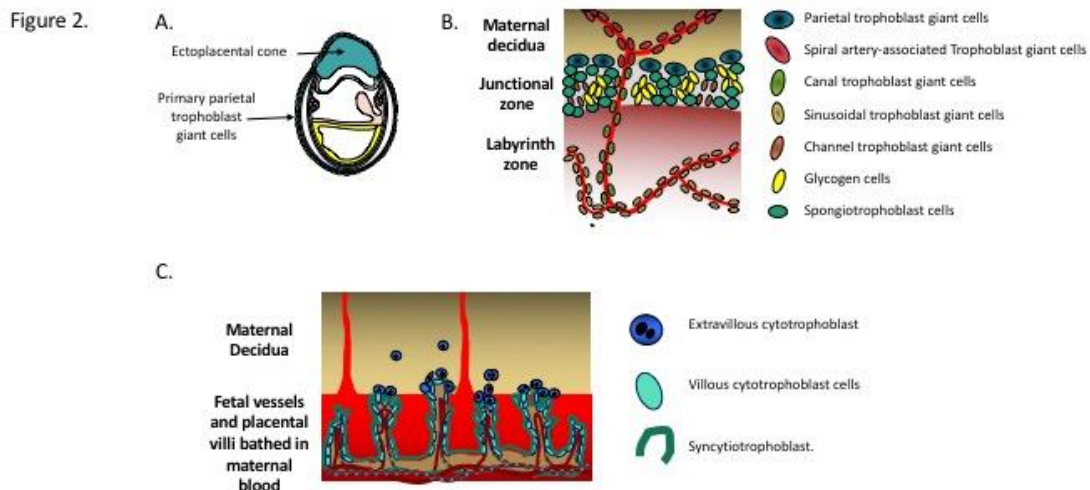 Figure 2.
A.
Ectoplacental cone
Primary parietal
trophoblast
giant cells
B.
Maternal
decidua
Junctional
zone
Labyrinth
zone
Parietal trophoblast giant cells
Spiral artery-associated Trophoblast giant cells
Canal trophoblast giant cells
Sinusoidal trophoblast giant cells
Channel trophoblast giant cells
Glycogen cells
Spongiotrophoblast cells
C.
Maternal
Decidua
Fetal vessels
and placental
villi bathed in
maternal
blood
Extravillous cytotrophoblast
Villous cytotrophoblast cells
Syncytiotrophoblast.